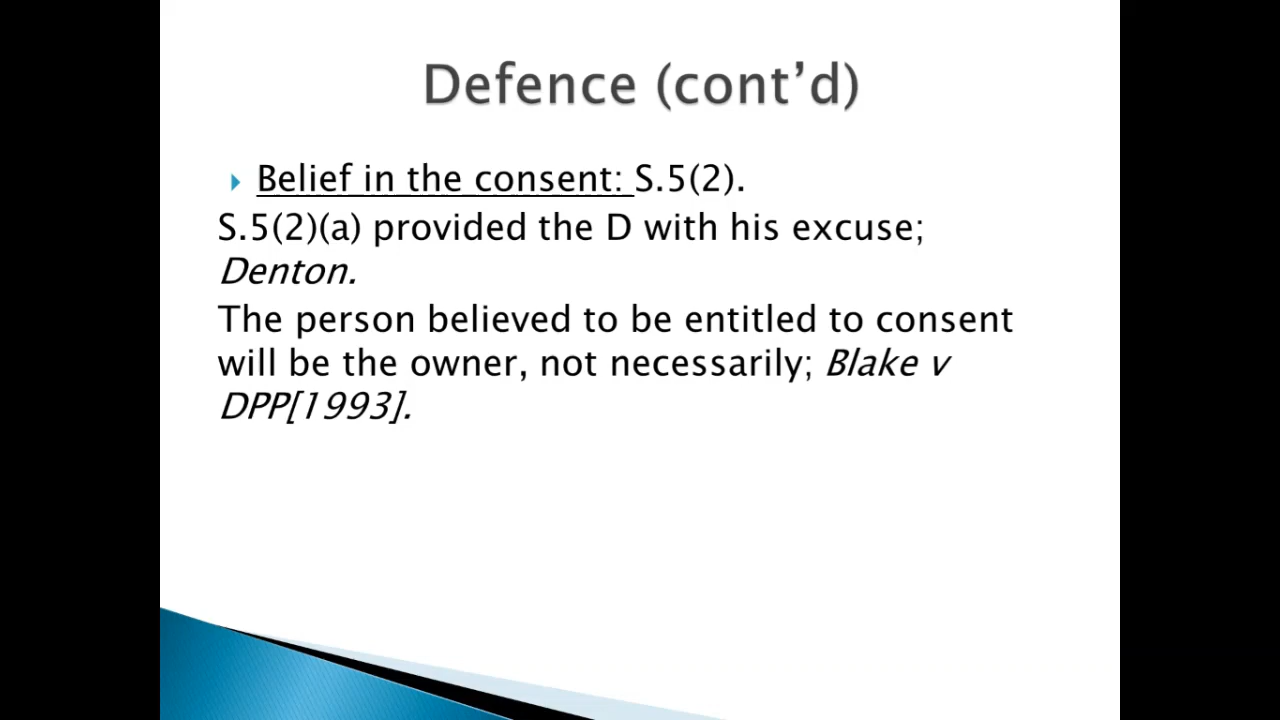 Defence (cont’d)
Belief in the consent: S.5(2).
S.5(2)(a) provided the D with his excuse;
Denton.
The person believed to be entitled to consent
will be the owner, not necessarily; Blake v
DPP[1993].